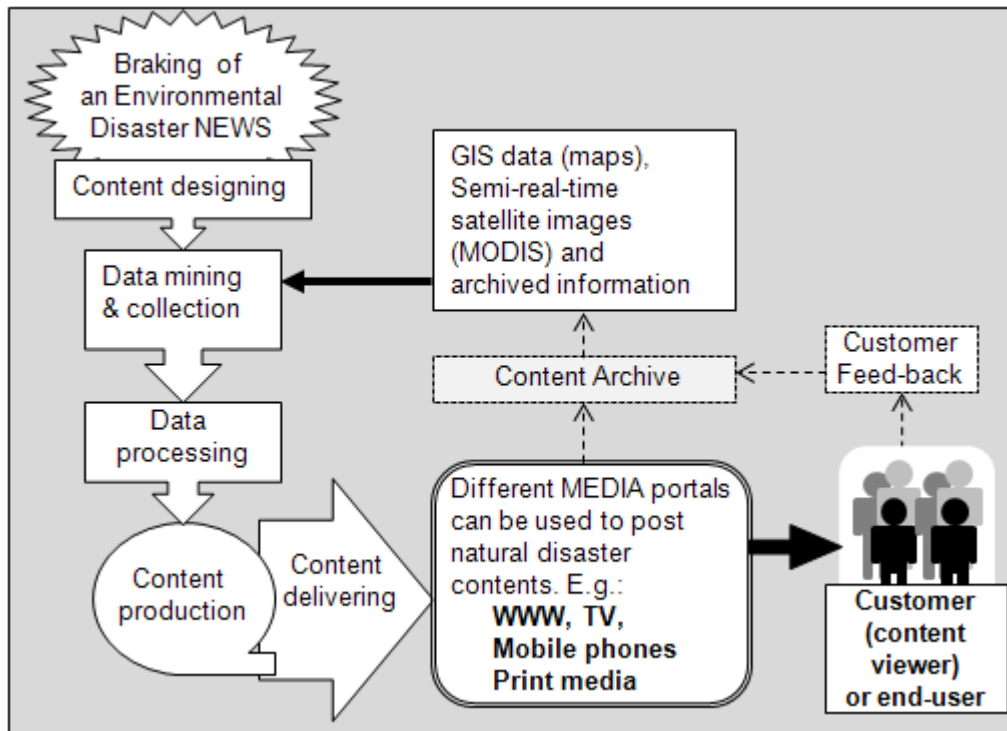 Braking of
an Environmental
Disaster NEWS
Content designing
Data mining
& collection
Data
processing
Content
production
Content
delivering
GIS data (maps),
Semi-real-time
satellite images
(MODIS) and
archived information
Content Archive
Customer
Feed-back
Different MEDIA portals
can be used to post
natural disaster
contents. E.g.:
WWW, TV,
Mobile phones
Print media
Customer
(content
viewer)
or end-user